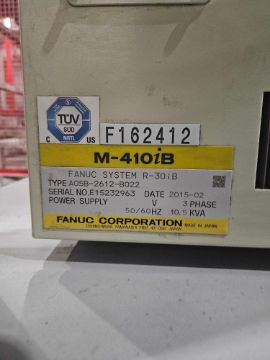 TÜV
SÜD
C US
NRTL
F162412
M-410iB
FANUC SYSTEM R-30iB
TYPE A05B-2612-B022
SERIAL NO. E15232963 DATE 2015-02
POWER SUPPLY V 3 PHASE
50/60HZ 10.5 KVA
FANUC CORPORATION MADE IN JAPAN